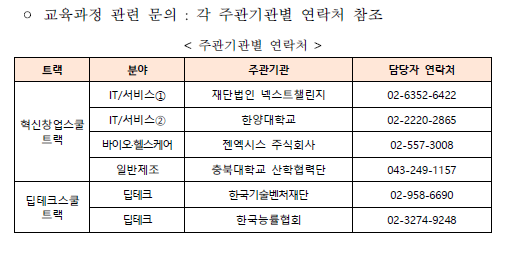 ○ 교육과정 관련 문의 : 각 주관기관별 연락처 참조
< 주관기관별 연락처 >
트랙 분야 주관기관 담당자 연락처
혁신창업스쿨 트랙
IT/서비스① 재단법인 넥스트챌린지 02-6352-6422
IT/서비스② 한양대학교 02-2220-2865
바이오.헬스케어 젠엑시스 주식회사 02-557-3008
일반제조 충북대학교 산학협력단 043-249-1157
딥테크스쿨 트랙
딥테크 한국기술벤처재단 02-958-6690
딥테크 한국능률협회 02-3274-9248